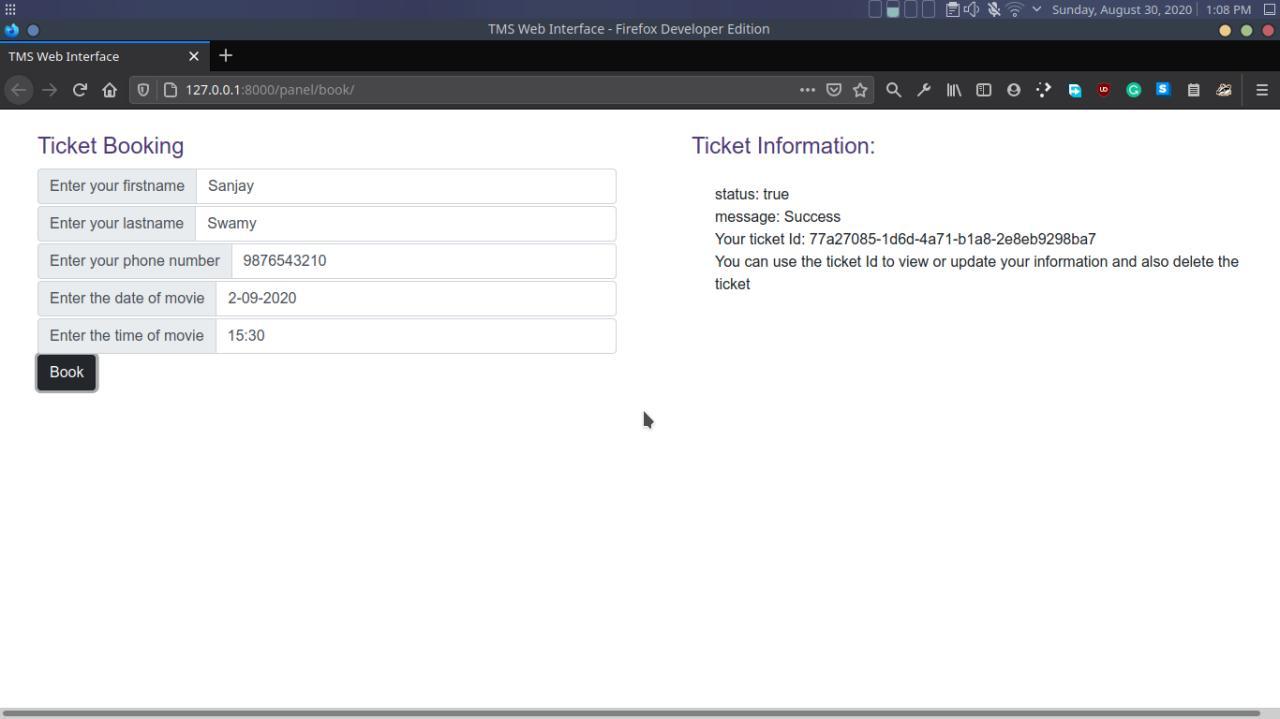 Sunday, August 30, 2020 1:08 PM
TMS Web Interface - Firefox Developer Edition
TMS Web Interface
127.0.0.1:8000/panel/book/
Ticket Booking
Enter your firstname Sanjay
Enter your lastname Swamy
Enter your phone number 9876543210
Enter the date of movie 2-09-2020
Enter the time of movie 15:30
Book
Ticket Information:
status: true
message: Success
Your ticket Id: 77a27085-1d6d-4a71-b1a8-2e8eb9298ba7
You can use the ticket Id to view or update your information and also delete the
ticket